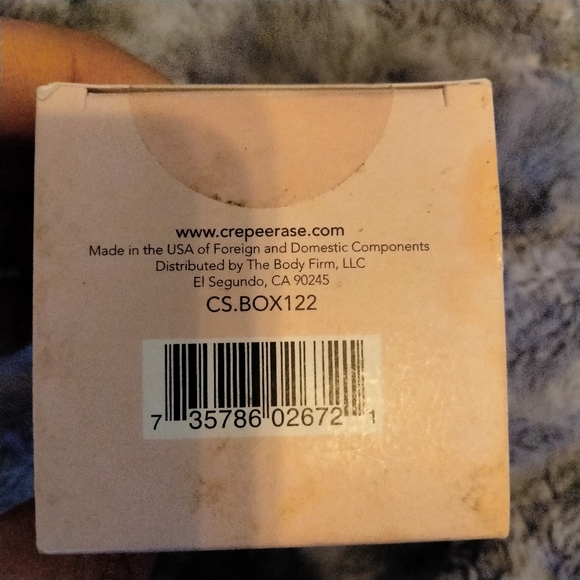 www.crepeerase.com
Made in the USA of Foreign and Domestic Components
Distributed by The Body Firm, LLC
El Segundo, CA 90245
CS.BOX122
7 35786 02672 1